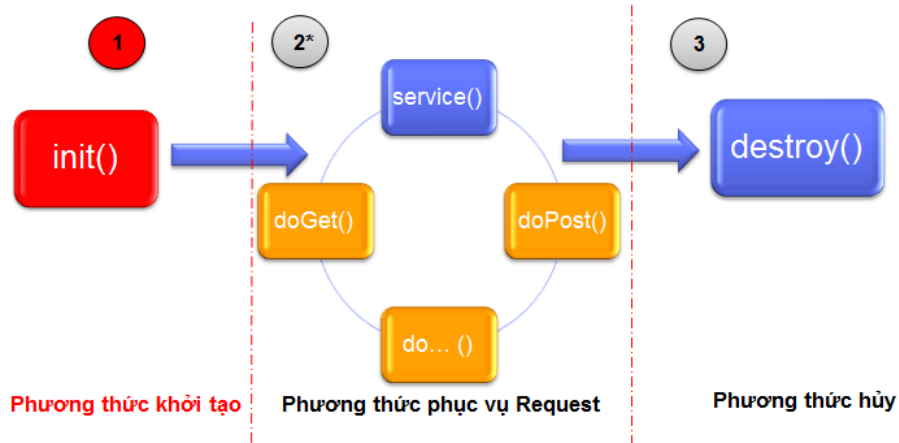 1
2*
3
init()
service()
doGet()
doPost()
do... ()
destroy()
Phương thức khởi tạo
Phương thức phục vụ Request
Phương thức hủy